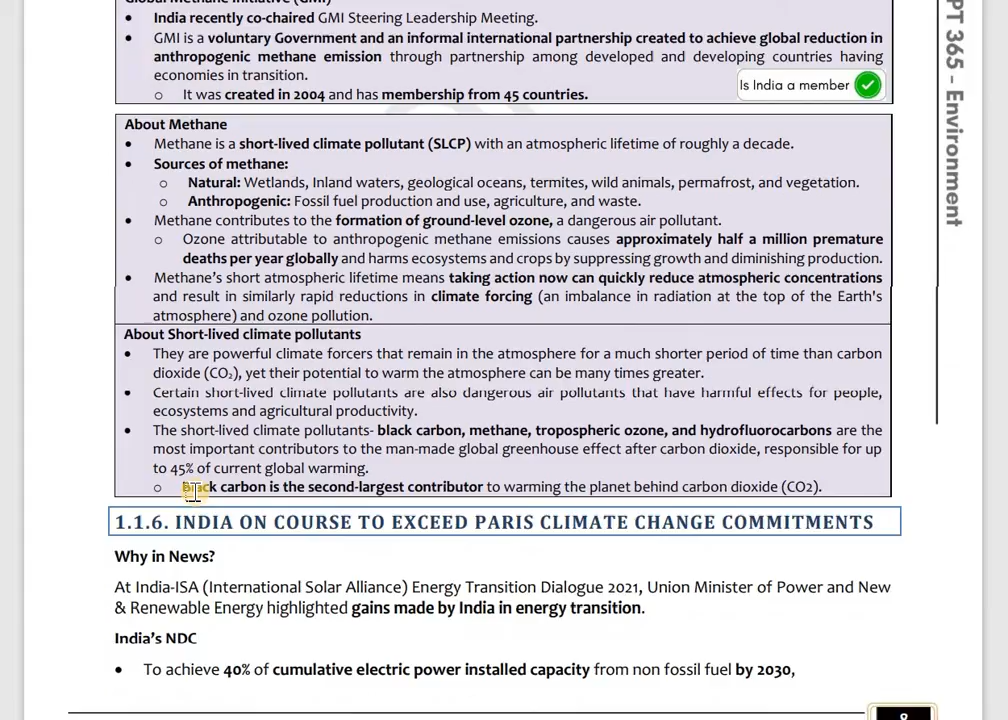 Global Methane Initiative (GMI)
• India recently co-chaired GMI Steering Leadership Meeting.
• GMI is a voluntary Government and an informal international partnership created to achieve global reduction in
anthropogenic methane emission through partnership among developed and developing countries having
economies in transition.
Is India a member
o It was created in 2004 and has membership from 45 countries.
About Methane
• Methane is a short-lived climate pollutant (SLCP) with an atmospheric lifetime of roughly a decade.
• Sources of methane:
o Natural: Wetlands, Inland waters, geological oceans, termites, wild animals, permafrost, and vegetation.
o Anthropogenic: Fossil fuel production and use, agriculture, and waste.
• Methane contributes to the formation of ground-level ozone, a dangerous air pollutant.
o Ozone attributable to anthropogenic methane emissions causes approximately half a million premature
deaths per year globally and harms ecosystems and crops by suppressing growth and diminishing production.
• Methane's short atmospheric lifetime means taking action now can quickly reduce atmospheric concentrations
and result in similarly rapid reductions in climate forcing (an imbalance in radiation at the top of the Earth's
atmosphere) and ozone pollution.
About Short-lived climate pollutants
• They are powerful climate forcers that remain in the atmosphere for a much shorter period of time than carbon
dioxide (CO₂), yet their potential to warm the atmosphere can be many times greater.
• Certain short-lived climate pollutants are also dangerous air pollutants that have harmful effects for people,
ecosystems and agricultural productivity.
• The short-lived climate pollutants- black carbon, methane, tropospheric ozone, and hydrofluorocarbons are the
most important contributors to the man-made global greenhouse effect after carbon dioxide, responsible for up
to 45% of current global warming.
o Black carbon is the second-largest contributor to warming the planet behind carbon dioxide (CO2).
1.1.6. INDIA ON COURSE TO EXCEED PARIS CLIMATE CHANGE COMMITMENTS
Why in News?
At India-ISA (International Solar Alliance) Energy Transition Dialogue 2021, Union Minister of Power and New
& Renewable Energy highlighted gains made by India in energy transition.
India's NDC
• To achieve 40% of cumulative electric power installed capacity from non fossil fuel by 2030,
PT 365 - Environment
8